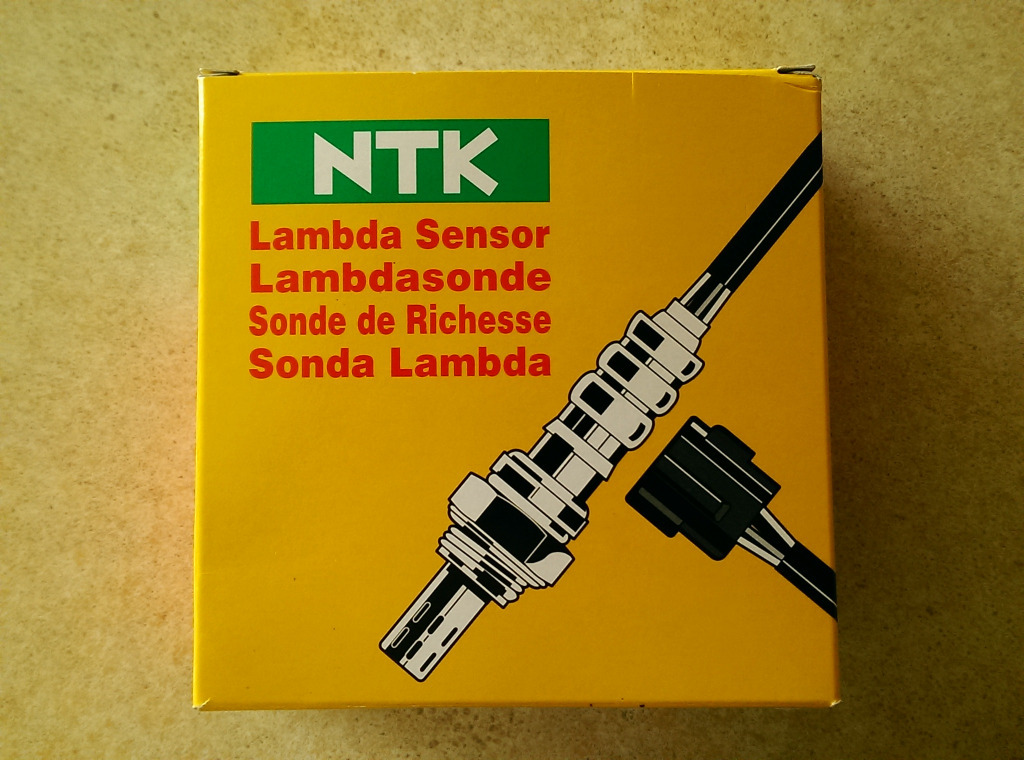 NTK
Lambda Sensor
Lambdasonde
Sonde de Richesse
Sonda Lambda